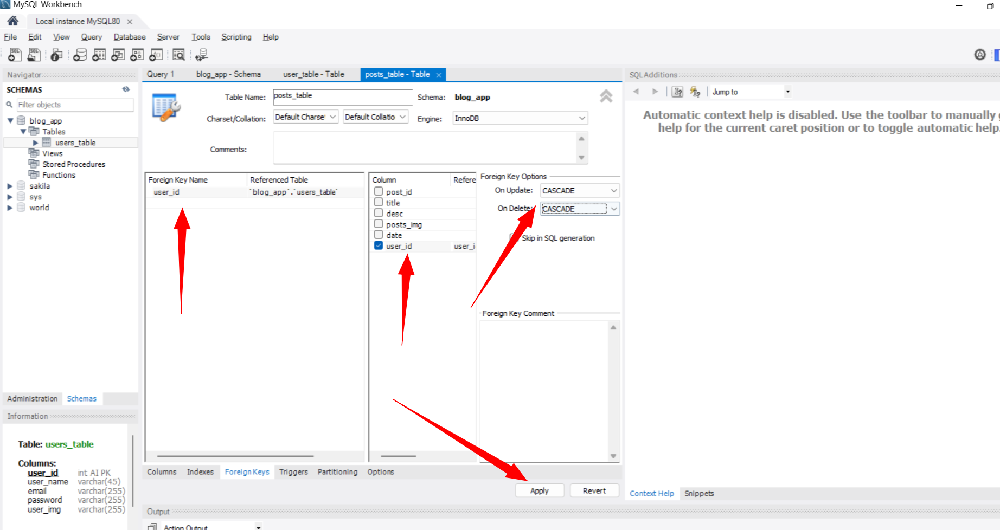 MySQL Workbench
Local instance MySQL80
File Edit View Query Database Server Tools Scripting Help
Navigator
SCHEMAS
Filter objects
blog_app
Tables
users_table
Views
Stored Procedures
Functions
sakila
sys
world
Administration Schemas
Information
Table: users_table
Columns:
user_id int AI PK
user_name varchar(45)
email varchar(255)
password varchar(255)
user_img varchar(255)
Query 1 blog_app - Schema user_table - Table posts_table - Table
Table Name: posts_table Schema: blog_app
Charset/Collation: Default Charse Default Collatio Engine: InnoDB
Comments:
Foreign Key Name Referenced Table
user_id `blog_app`.`users_table`
Column Refere
post_id
title
desc
posts_img
date
user_id user_i
Foreign Key Options
On Update: CASCADE
On Delete: CASCADE
Skip in SQL generation
Foreign Key Comment
Columns Indexes Foreign Keys Triggers Partitioning Options
Apply Revert
Output
Action Output
SQLAdditions
Jump to
Automatic context help is disabled. Use the toolbar to manually
help for the current caret position or to toggle automatic help.
Context Help Snippets